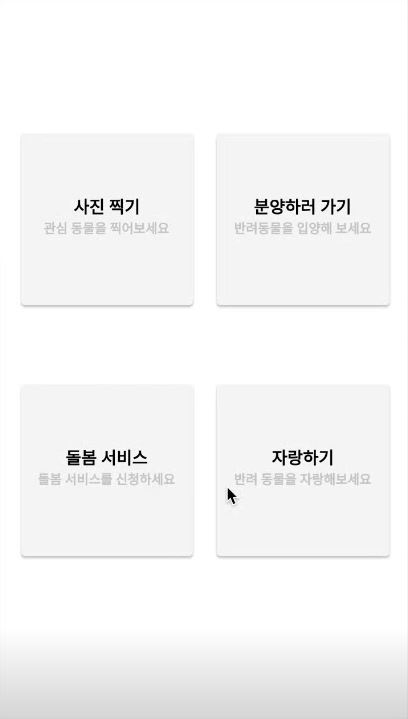 사진 찍기
관심 동물을 찍어보세요
분양하러 가기
반려동물을 입양해 보세요
돌봄 서비스
돌봄 서비스를 신청하세요
자랑하기
반려 동물을 자랑해보세요